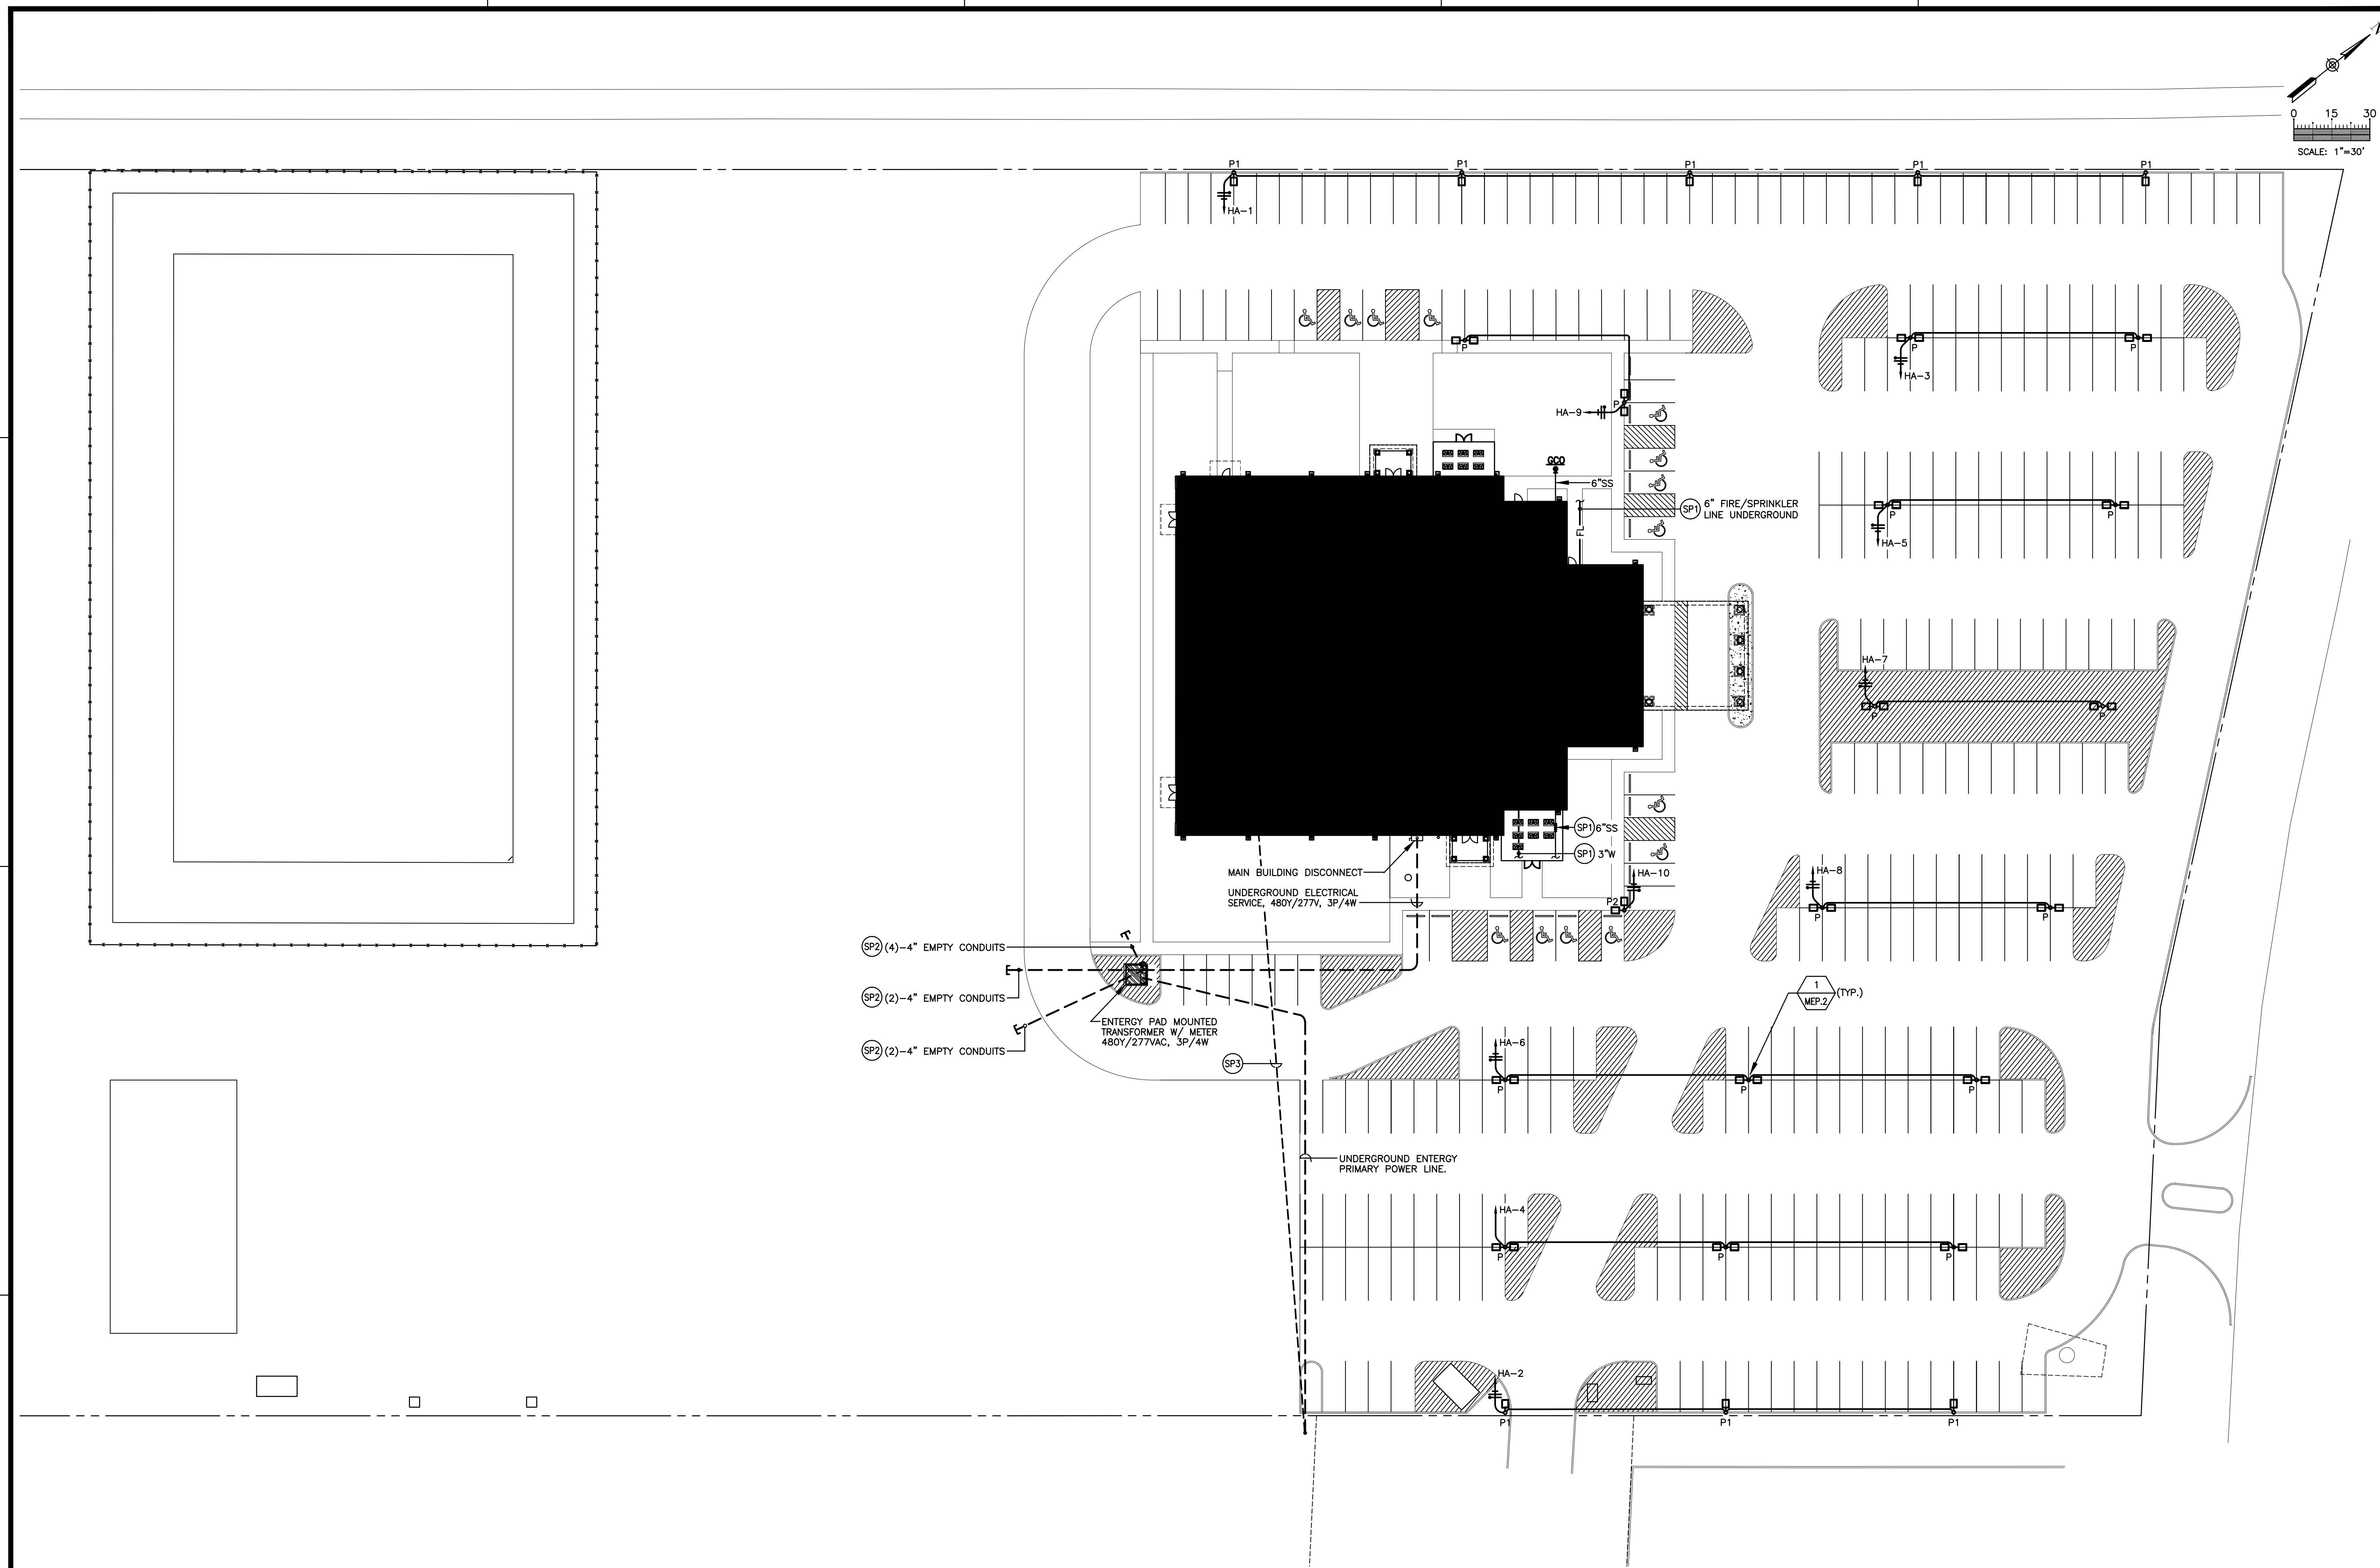 0 15 30
SCALE: 1"=30'
P1
P1
P1
P1
P1
HA-1
P
P
P
HA-3
HA-9
P
GCO
6"SS
SP1
6" FIRE/SPRINKLER
LINE UNDERGROUND
FL
P
P
HA-5
HA-7
P
P
SP1
6"SS
SP1
3"W
MAIN BUILDING DISCONNECT
HA-10
HA-8
UNDERGROUND ELECTRICAL
SERVICE, 480Y/277V, 3P/4W
P2
P
P
SP2
(4)-4" EMPTY CONDUITS
SP2
(2)-4" EMPTY CONDUITS
1
MEP.2
(TYP.)
ENTERGY PAD MOUNTED
TRANSFORMER W/ METER
480Y/277VAC, 3P/4W
SP2
(2)-4" EMPTY CONDUITS
HA-6
SP3
P
P
P
UNDERGROUND ENTERGY
PRIMARY POWER LINE.
HA-4
P
P
P
HA-2
P1
P1
P1